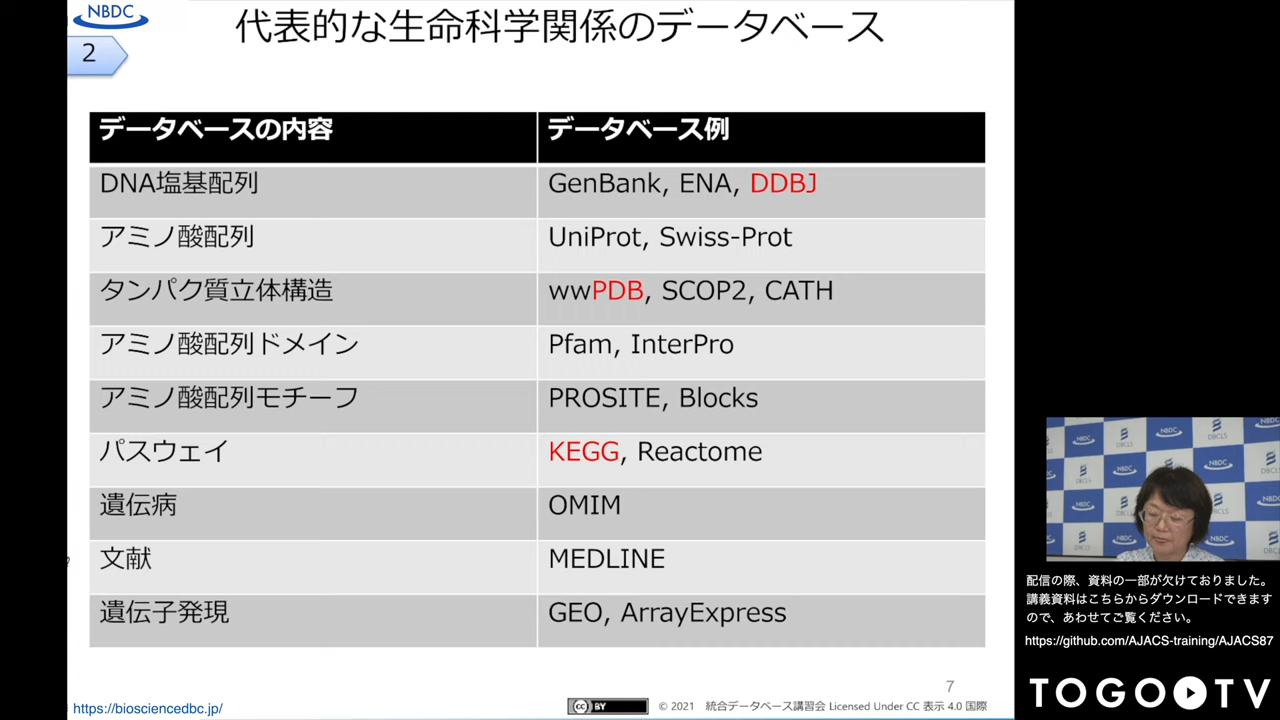 NBDC
2
代表的な生命科学関係のデータベース
データベースの内容 データベース例
DNA塩基配列 GenBank, ENA, DDBJ
アミノ酸配列 UniProt, Swiss-Prot
タンパク質立体構造 wwPDB, SCOP2, CATH
アミノ酸配列ドメイン Pfam, InterPro
アミノ酸配列モチーフ PROSITE, Blocks
パスウェイ KEGG, Reactome
遺伝病 OMIM
文献 MEDLINE
遺伝子発現 GEO, ArrayExpress
7
https://biosciencedbc.jp/
CC BY © 2021 統合データベース講習会 Licensed Under CC 表示 4.0 国際
NBDC
DBCLS
配信の際、資料の一部が欠けておりました。
講義資料はこちらからダウンロードできます
ので、あわせてご覧ください。
https://github.com/AJACS-training/AJACS87
TOGO TV